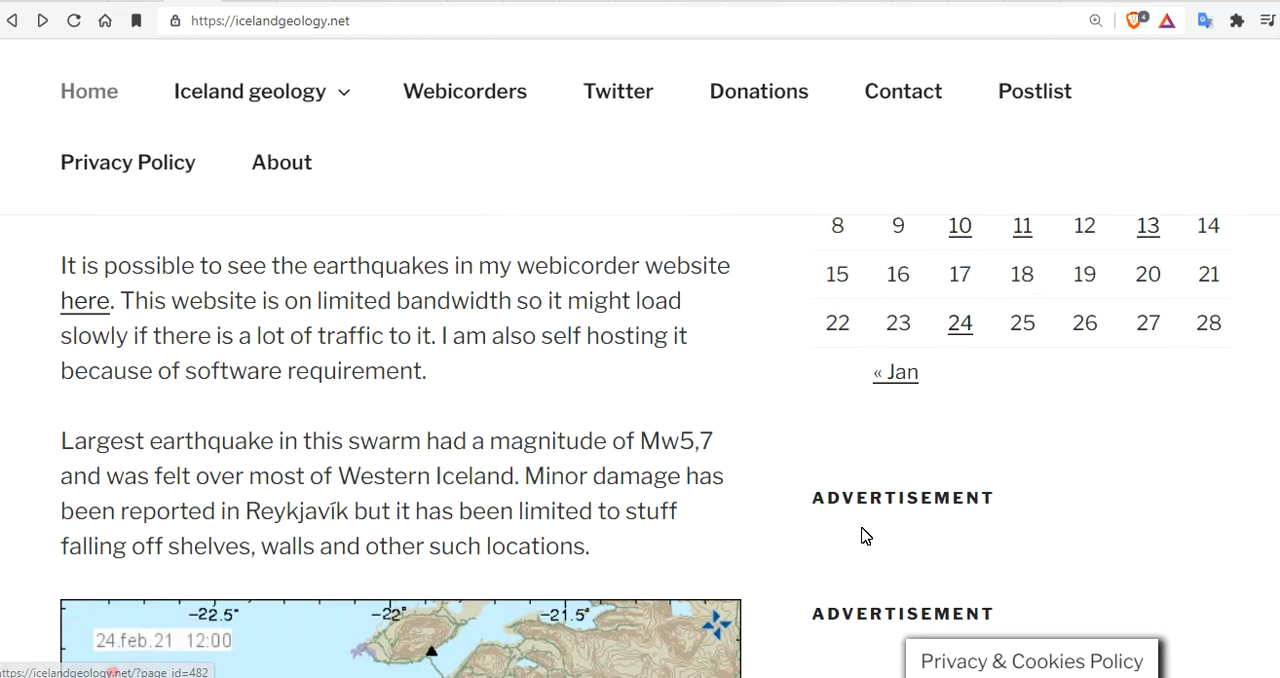 https://icelandgeology.net
4
Home Iceland geology Webicorders Twitter Donations Contact Postlist
Privacy Policy About
It is possible to see the earthquakes in my webicorder website
here. This website is on limited bandwidth so it might load
slowly if there is a lot of traffic to it. I am also self hosting it
because of software requirement.
Largest earthquake in this swarm had a magnitude of Mw5,7
and was felt over most of Western Iceland. Minor damage has
been reported in Reykjavík but it has been limited to stuff
falling off shelves, walls and other such locations.
-22.5° -22° -21.5°
24.feb.21 12:00
8 9 10 11 12 13 14
15 16 17 18 19 20 21
22 23 24 25 26 27 28
« Jan
ADVERTISEMENT
ADVERTISEMENT
Privacy & Cookies Policy
https://icelandgeology.net/?page_id=482